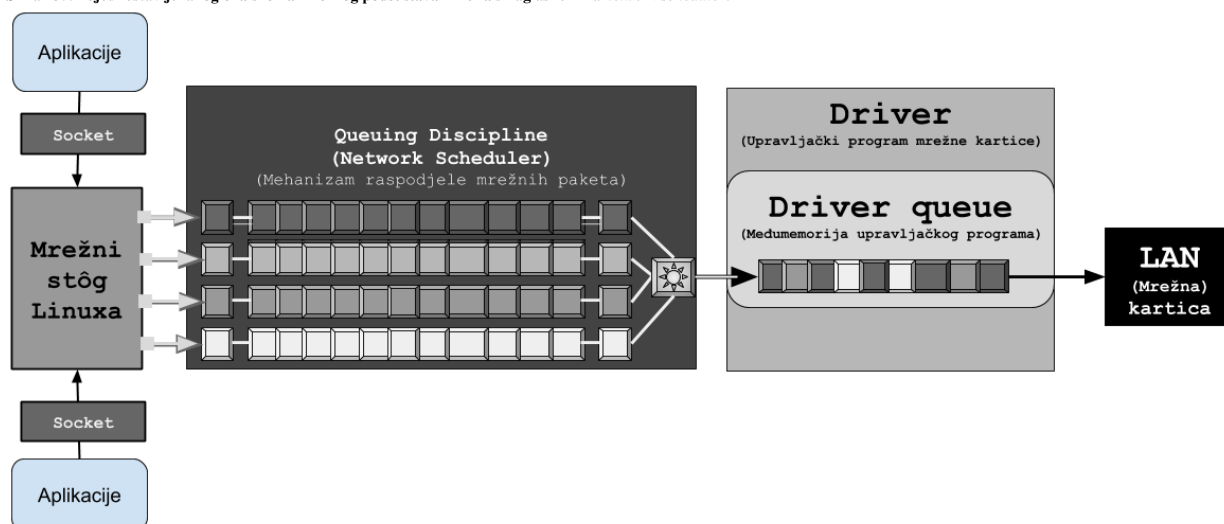 Aplikacije
Socket
Mrežni
stôg
Linuxa
Socket
Aplikacije
Queuing Discipline
(Network Scheduler)
(Mehanizam raspodjele mrežnih paketa)
Driver
(Upravljački program mrežne kartice)
Driver queue
(Međumemorija upravljačkog programa)
LAN
(Mrežna)
kartica